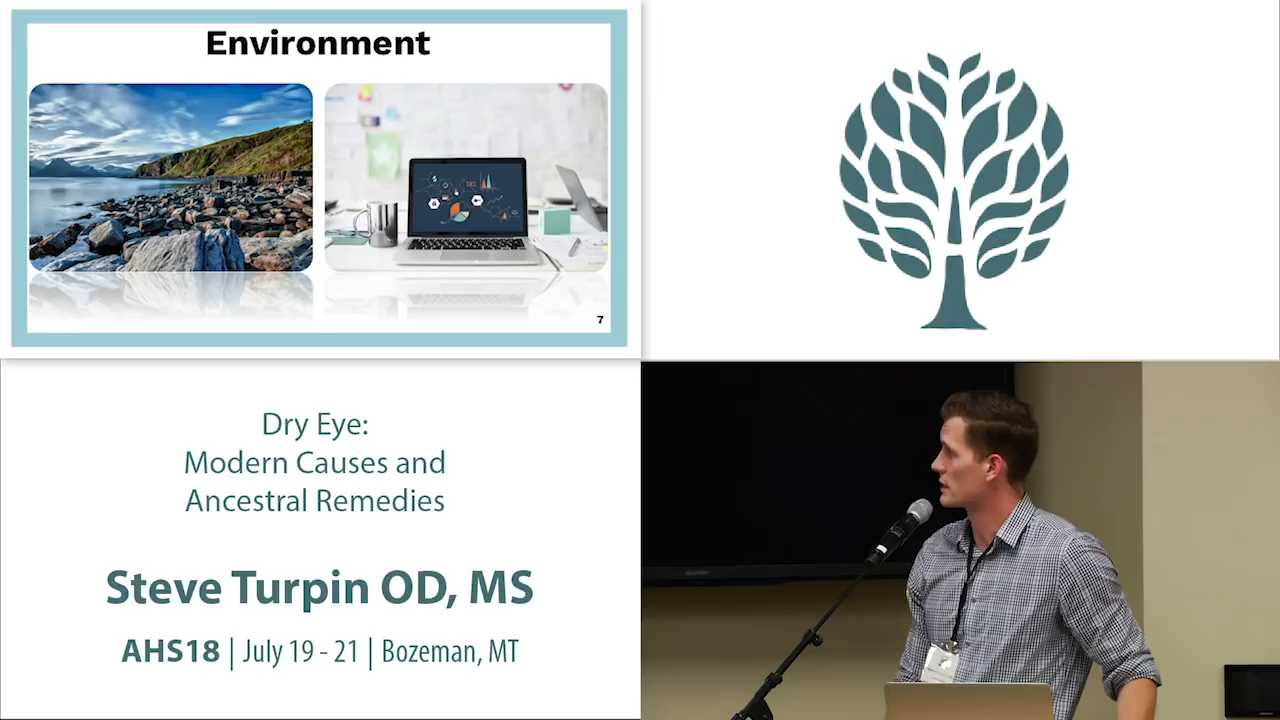 Environment
7
Dry Eye:
Modern Causes and
Ancestral Remedies
Steve Turpin OD, MS
AHS18 | July 19 - 21 | Bozeman, MT